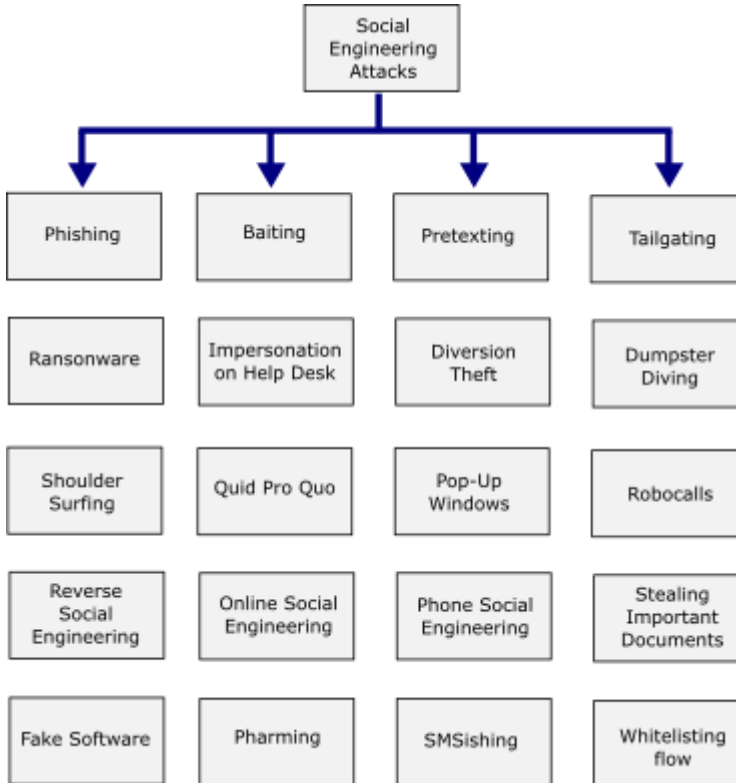 Social
Engineering
Attacks
Phishing
Baiting
Pretexting
Tailgating
Ransonware
Impersonation
on Help Desk
Diversion
Theft
Dumpster
Diving
Shoulder
Surfing
Quid Pro Quo
Pop-Up
Windows
Robocalls
Reverse
Social
Engineering
Online Social
Engineering
Phone Social
Engineering
Stealing
Important
Documents
Fake Software
Pharming
SMSishing
Whitelisting
flow